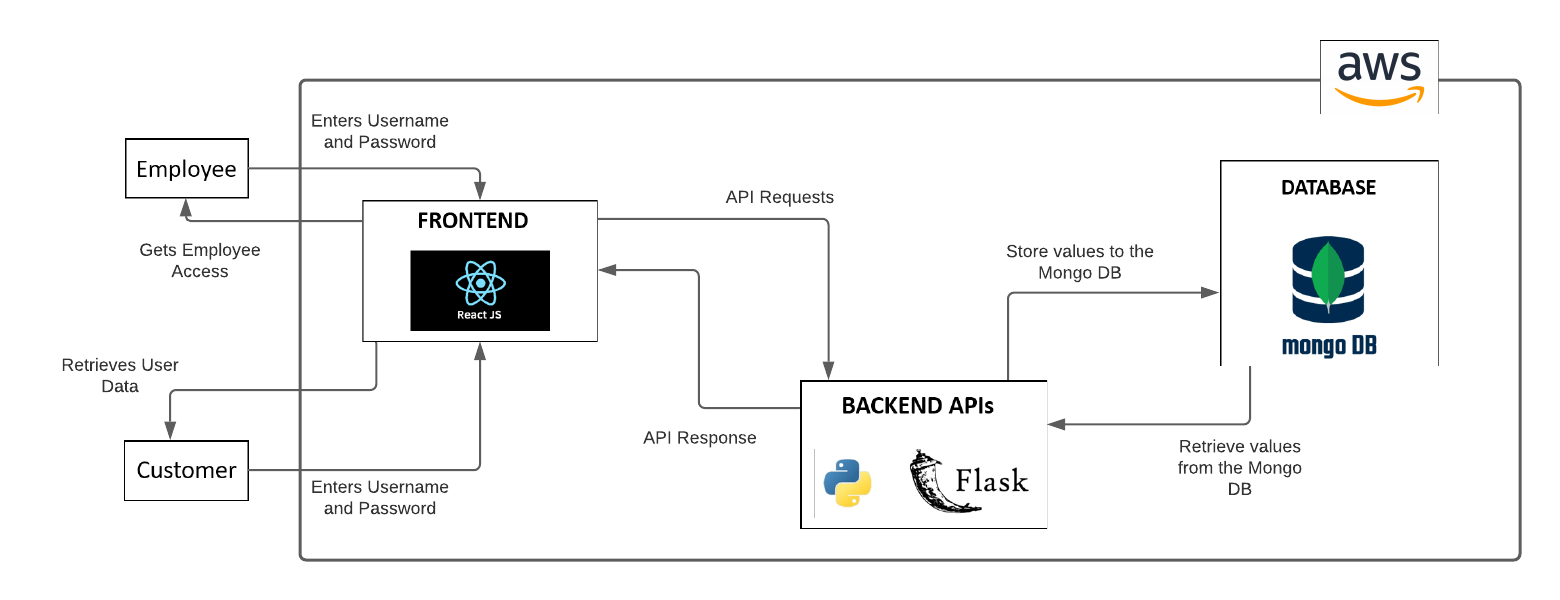 aws
Enters Username
and Password
Employee
DATABASE
API Requests
FRONTEND
Gets Employee
Access
Store values to the
Mongo DB
React JS
mongo DB
Retrieves User
Data
BACKEND APIs
API Response
Retrieve values
from the Mongo
DB
Customer
Flask
Enters Username
and Password